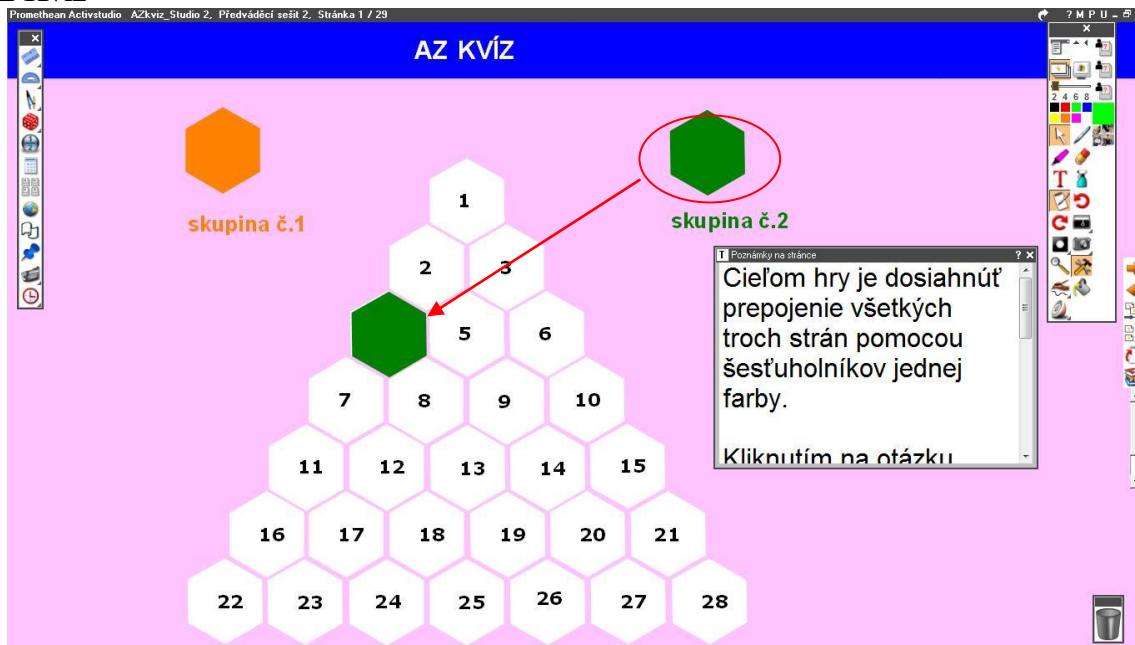 Promethean Activstudio AZkviz_Studio 2, Předváděcí sešit 2, Stránka 1 / 29
? M P U
AZ KVÍZ
2 4 6 8
T
skupina č.1
skupina č.2
1
2 3
5 6
7 8 9 10
11 12 13 14 15
16 17 18 19 20 21
22 23 24 25 26 27 28
T Poznámky na stránce ? x
Cieľom hry je dosiahnúť
prepojenie všetkých
troch strán pomocou
šesťuholníkov jednej
farby.
Kliknutím na otázku